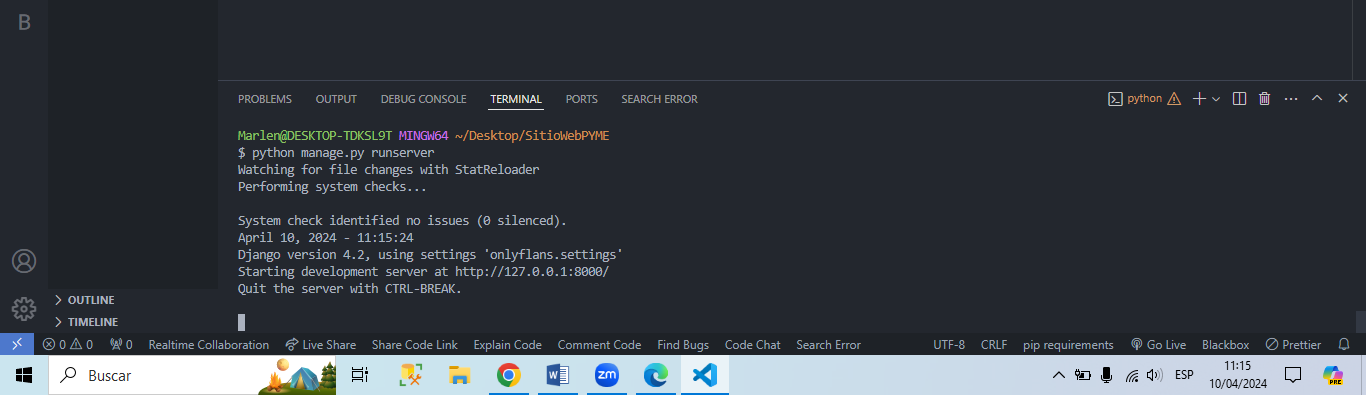 B
PROBLEMS OUTPUT DEBUG CONSOLE TERMINAL PORTS SEARCH ERROR
python
Marlen@DESKTOP-TDKSL9T MINGW64 ~/Desktop/SitioWebPYME
$ python manage.py runserver
Watching for file changes with StatReloader
Performing system checks...
System check identified no issues (0 silenced).
April 10, 2024 - 11:15:24
Django version 4.2, using settings 'onlyflans.settings'
Starting development server at http://127.0.0.1:8000/
Quit the server with CTRL-BREAK.
OUTLINE
TIMELINE
0 0 0 Realtime Collaboration Live Share Share Code Link Explain Code Comment Code Find Bugs Code Chat Search Error UTF-8 CRLF pip requirements Go Live Blackbox Prettier
Buscar
W zm ESP 11:15 PRE
10/04/2024